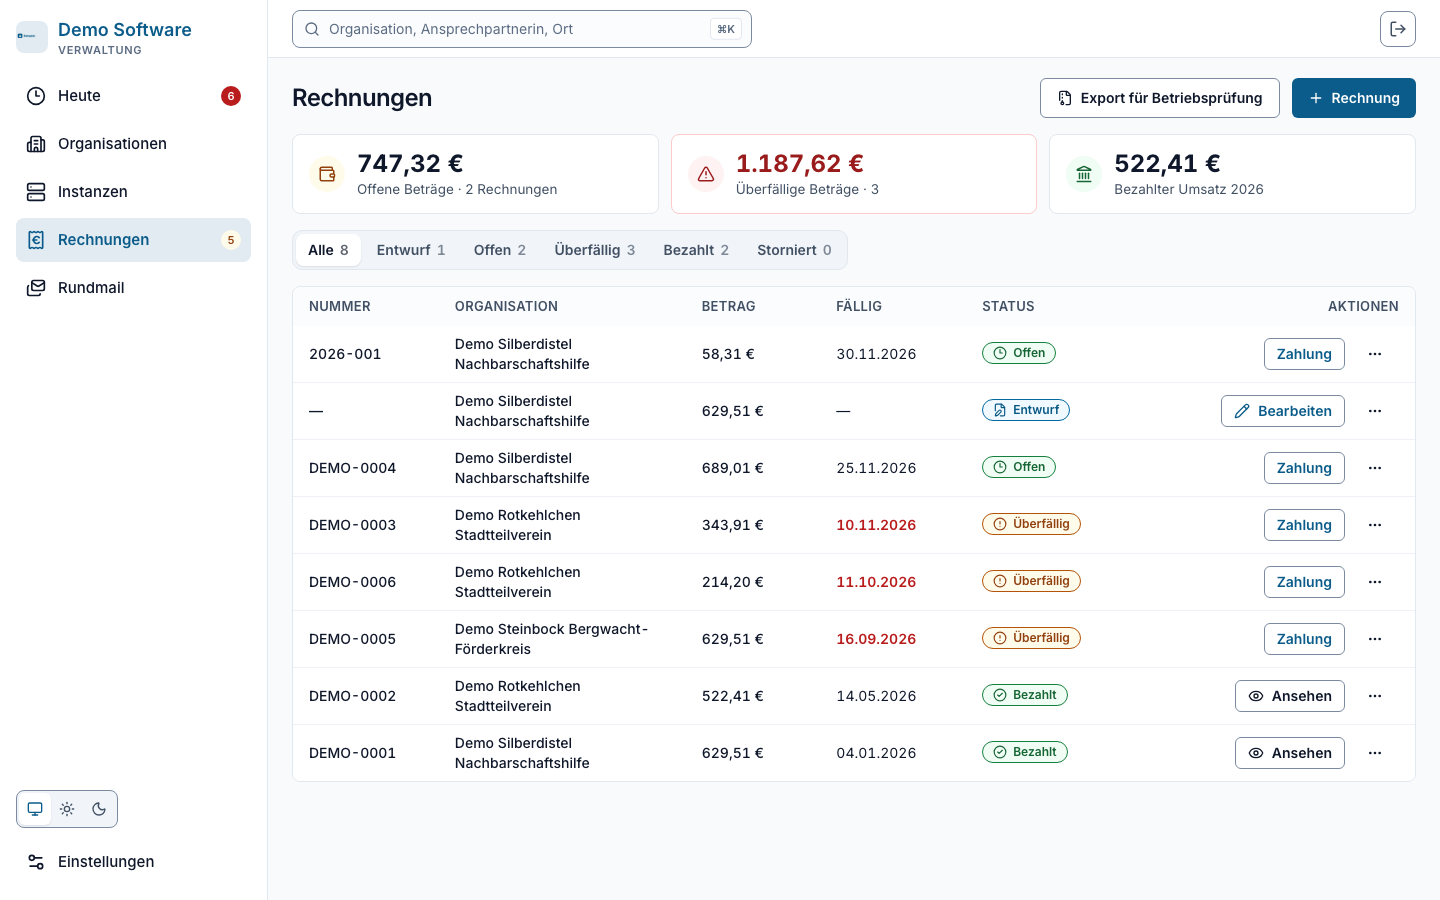 Demo Software
VERWALTUNG
Heute 6
Organisationen
Instanzen
Rechnungen 5
Rundmail
Einstellungen
Organisation, Ansprechpartnerin, Ort ⌘K
Rechnungen
Export für Betriebsprüfung
Rechnung
747,32 €
Offene Beträge · 2 Rechnungen
1.187,62 €
Überfällige Beträge · 3
522,41 €
Bezahlter Umsatz 2026
Alle 8 Entwurf 1 Offen 2 Überfällig 3 Bezahlt 2 Storniert 0
NUMMER ORGANISATION BETRAG FÄLLIG STATUS AKTIONEN
2026-001 Demo Silberdistel 58,31 € 30.11.2026 Offen Zahlung ···
Nachbarschaftshilfe
— Demo Silberdistel 629,51 € — Entwurf Bearbeiten ···
Nachbarschaftshilfe
DEMO-0004 Demo Silberdistel 689,01 € 25.11.2026 Offen Zahlung ···
Nachbarschaftshilfe
DEMO-0003 Demo Rotkehlchen 343,91 € 10.11.2026 Überfällig Zahlung ···
Stadtteilverein
DEMO-0006 Demo Rotkehlchen 214,20 € 11.10.2026 Überfällig Zahlung ···
Stadtteilverein
DEMO-0005 Demo Steinbock Bergwacht- 629,51 € 16.09.2026 Überfällig Zahlung ···
Förderkreis
DEMO-0002 Demo Rotkehlchen 522,41 € 14.05.2026 Bezahlt Ansehen ···
Stadtteilverein
DEMO-0001 Demo Silberdistel 629,51 € 04.01.2026 Bezahlt Ansehen ···
Nachbarschaftshilfe